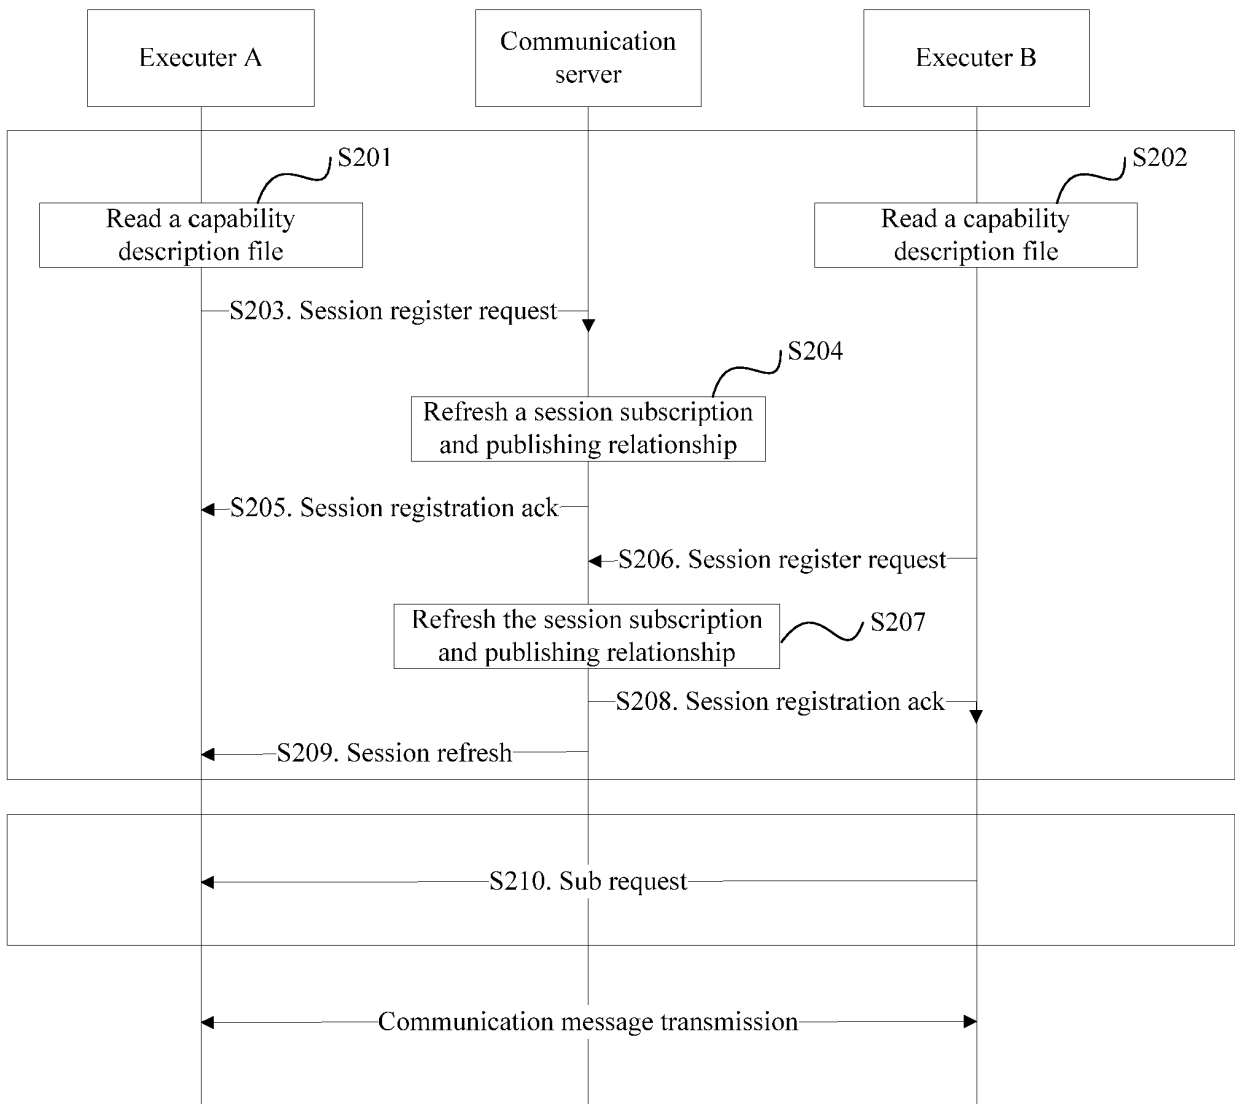 Executer A
Communication
server
Executer B
S201
S202
Read a capability
description file
Read a capability
description file
S203. Session register request
S204
Refresh a session subscription
and publishing relationship
S205. Session registration ack
S206. Session register request
Refresh the session subscription
and publishing relationship
S207
S208. Session registration ack
S209. Session refresh
S210. Sub request
Communication message transmission